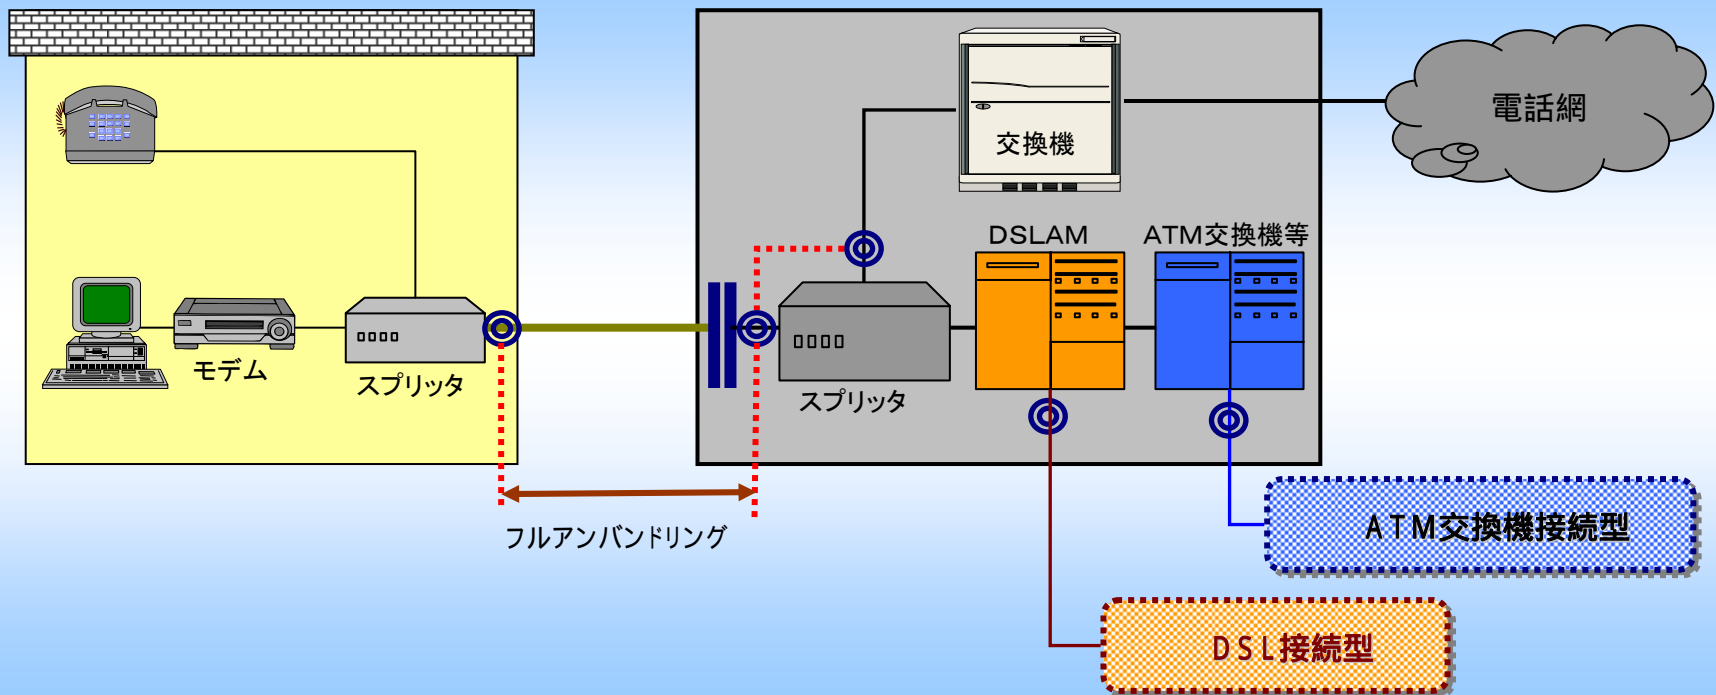 電話網
交換機
DSLAM
ATM交換機等
モデム
スプリッタ
スプリッタ
フルアンバンドリング
ATM交換機接続型
DSL接続型